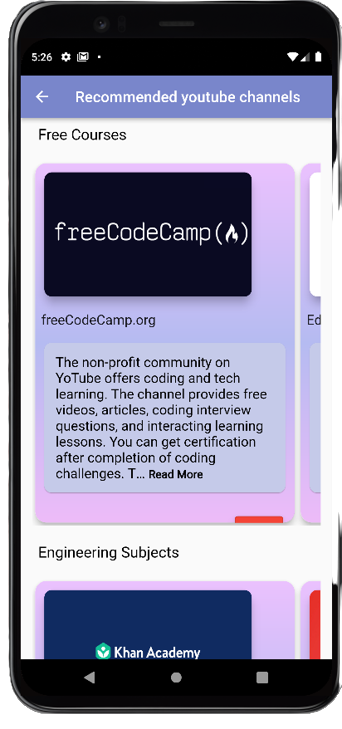 5:26
Recommended youtube channels
Free Courses
freeCodeCamp(🔥)
freeCodeCamp.org
Ed
The non-profit community on
YoTube offers coding and tech
learning. The channel provides free
videos, articles, coding interview
questions, and interacting learning
lessons. You can get certification
after completion of coding
challenges. T... Read More
Engineering Subjects
Khan Academy